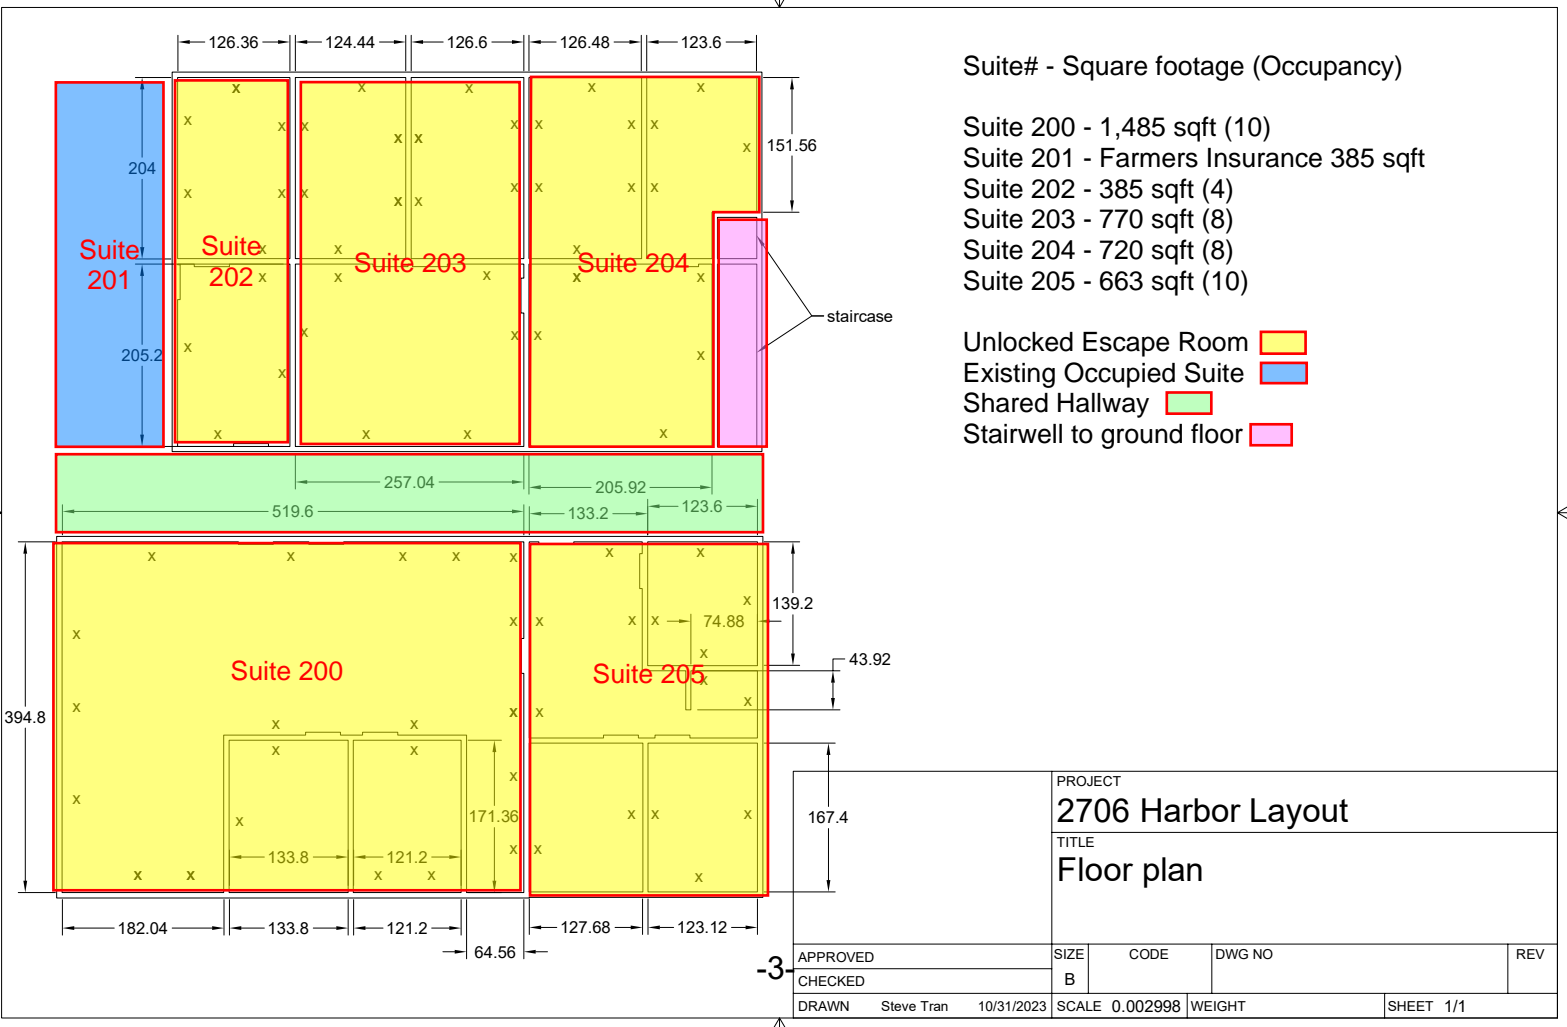 126.36
124.44
126.6
126.48
123.6
Suite# - Square footage (Occupancy)
Suite 200 - 1,485 sqft (10)
Suite 201 - Farmers Insurance 385 sqft
Suite 202 - 385 sqft (4)
Suite 203 - 770 sqft (8)
Suite 204 - 720 sqft (8)
Suite 205 - 663 sqft (10)
Unlocked Escape Room
Existing Occupied Suite
Shared Hallway
Stairwell to ground floor
151.56
204
Suite
201
Suite
202
Suite 203
Suite 204
staircase
205.2
257.04
205.92
519.6
133.2
123.6
139.2
74.88
43.92
Suite 200
Suite 205
394.8
171.36
167.4
133.8
121.2
182.04
133.8
121.2
64.56
127.68
123.12
-3-
PROJECT
2706 Harbor Layout
TITLE
Floor plan
APPROVED
CHECKED
DRAWN Steve Tran 10/31/2023
SIZE
B
CODE
DWG NO
REV
SCALE 0.002998
WEIGHT
SHEET 1/1